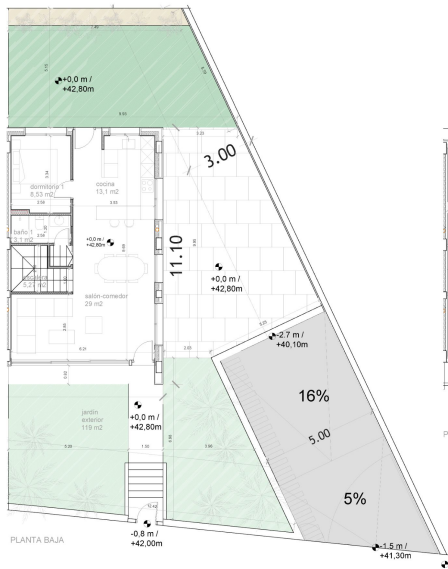 +0,0 m /
+42,80m
3.00
dormitorio 1
8,53 m2
cocina
13,1 m2
baño 1
3,1 m2
+0,0 m /
+42,80m
11.10
+0,0 m /
+42,80m
salón-comedor
29 m2
-2.7 m /
+40,10m
16%
5.00
jardín
exterior
119 m2
+0,0 m /
+42,80m
5%
-0,8 m /
+42,00m
-1.5 m /
+41,30m
PLANTA BAJA